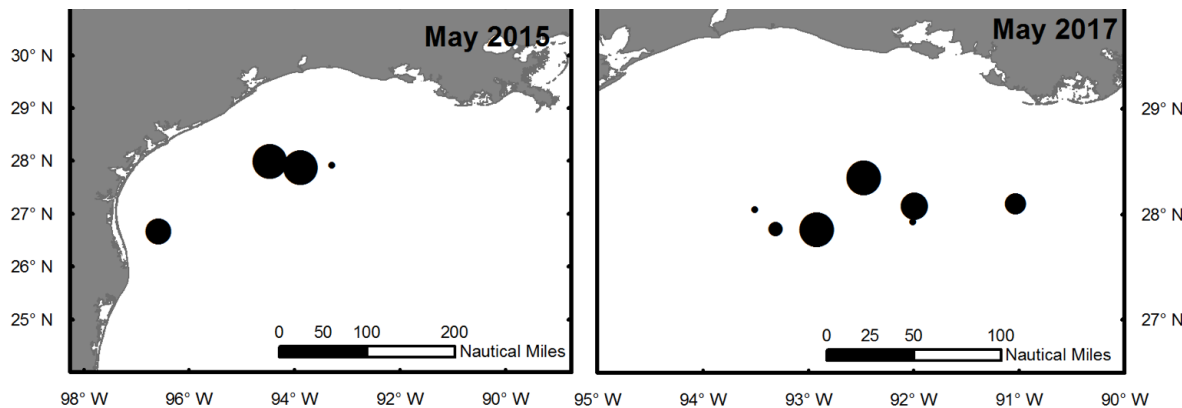 May 2015
30° N
29° N
28° N
27° N
26° N
25° N
0 50 100 200
Nautical Miles
98° W 96° W 94° W 92° W 90° W
May 2017
29° N
28° N
27° N
0 25 50 100
Nautical Miles
95° W 94° W 93° W 92° W 91° W 90° W